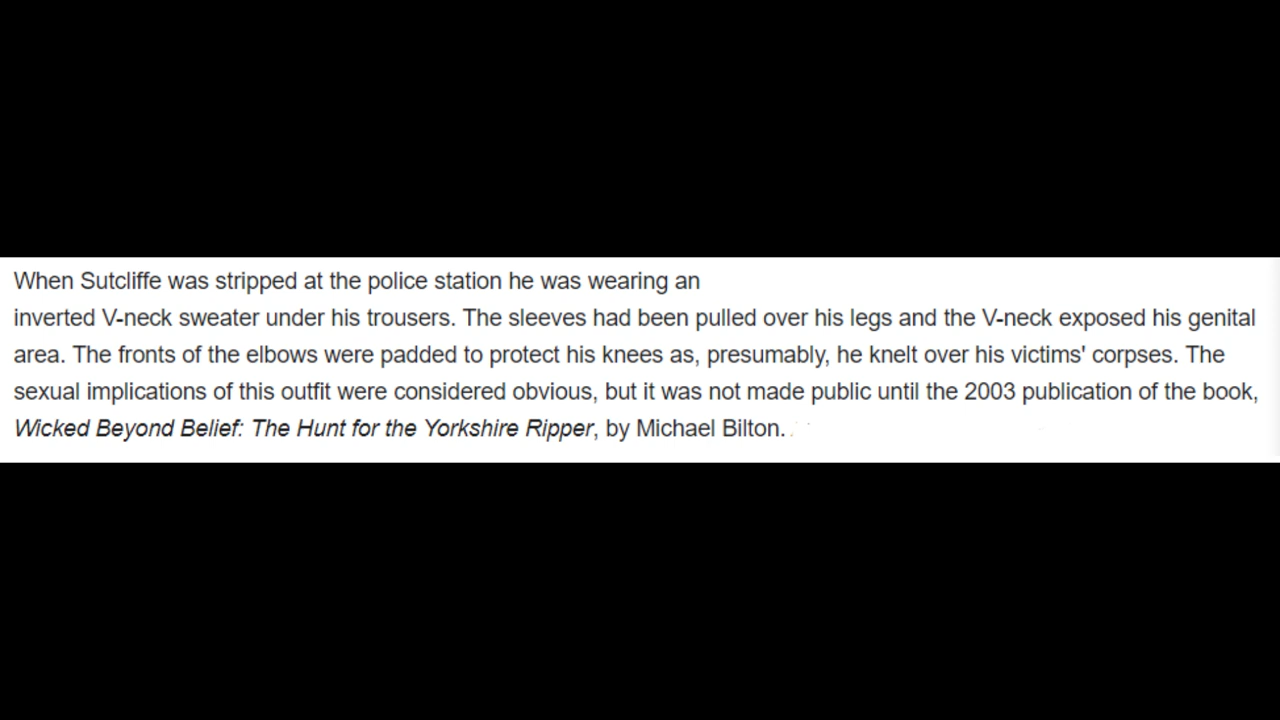 When Sutcliffe was stripped at the police station he was wearing an
inverted V-neck sweater under his trousers. The sleeves had been pulled over his legs and the V-neck exposed his genital
area. The fronts of the elbows were padded to protect his knees as, presumably, he knelt over his victims' corpses. The
sexual implications of this outfit were considered obvious, but it was not made public until the 2003 publication of the book,
Wicked Beyond Belief: The Hunt for the Yorkshire Ripper, by Michael Bilton.